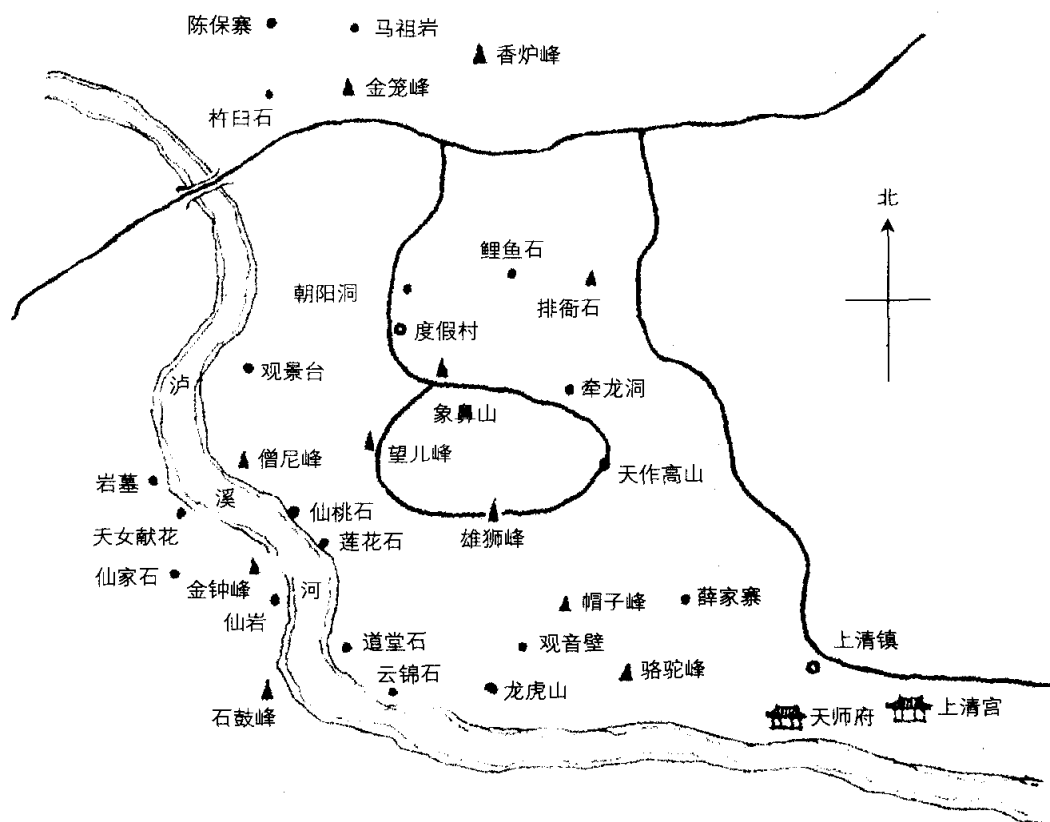 陈保寨
马祖岩
香炉峰
金笼峰
杵臼石
北
鲤鱼石
朝阳洞
排衙石
度假村
观景台
泸
牵龙洞
象鼻山
望儿峰
僧尼峰
天作高山
岩墓
溪
仙桃石
天女献花
莲花石
雄狮峰
仙家石
金钟峰
河
帽子峰
薛家寨
仙岩
道堂石
观音壁
上清镇
云锦石
骆驼峰
龙虎山
石鼓峰
天师府
上清宫